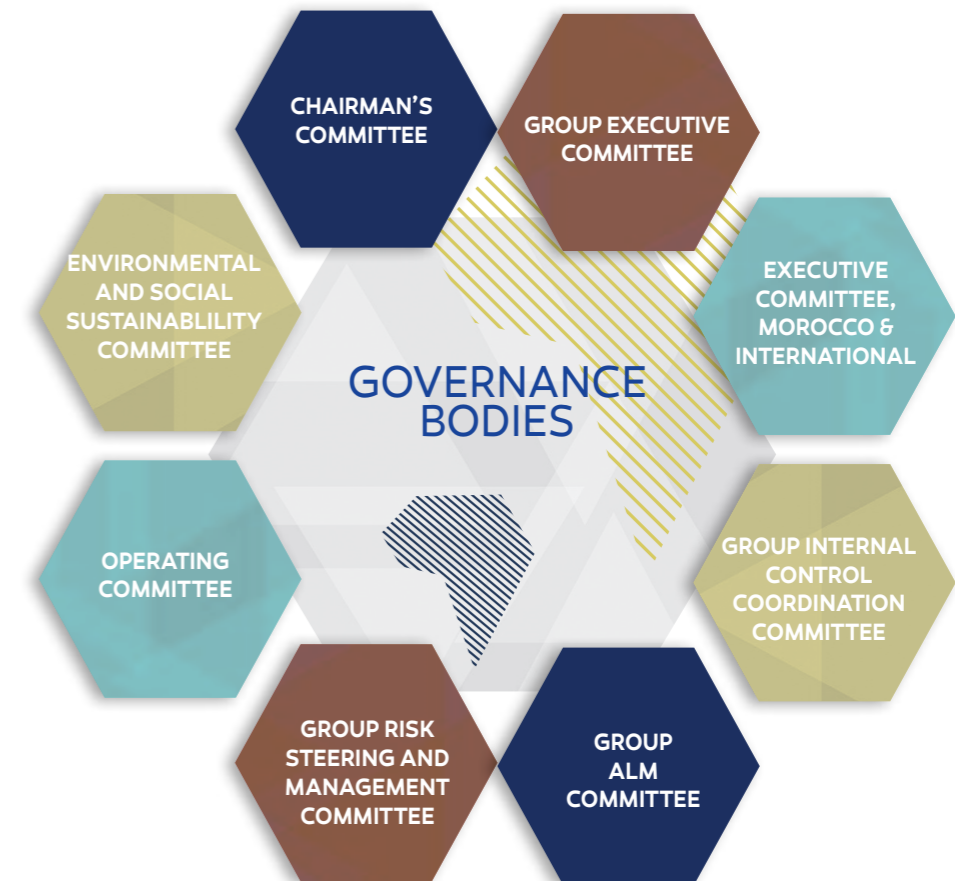 CHAIRMAN'S
COMMITTEE
GROUP EXECUTIVE
COMMITTEE
ENVIRONMENTAL
AND SOCIAL
SUSTAINABLILITY
COMMITTEE
EXECUTIVE
COMMITTEE,
MOROCCO &
INTERNATIONAL
GOVERNANCE
BODIES
OPERATING
COMMITTEE
GROUP INTERNAL
CONTROL
COORDINATION
COMMITTEE
GROUP RISK
STEERING AND
MANAGEMENT
COMMITTEE
GROUP
ALM
COMMITTEE